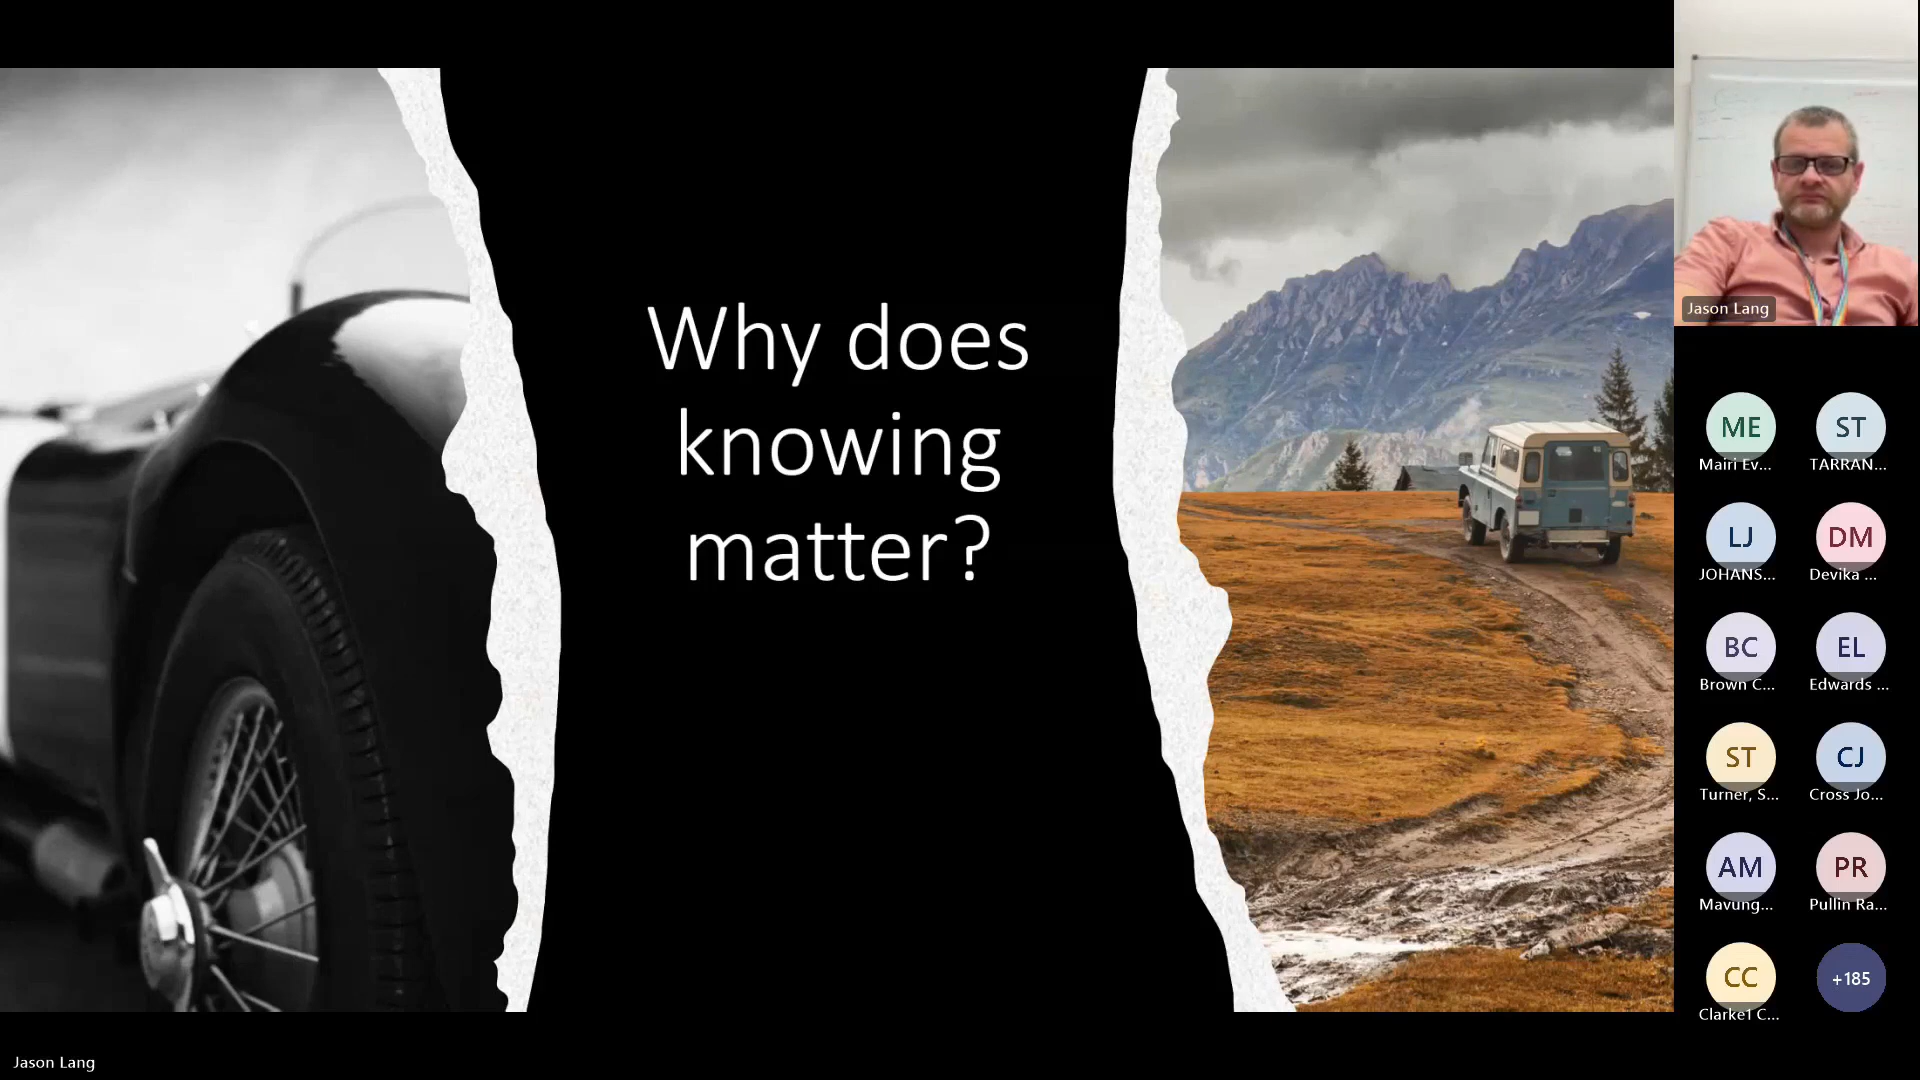 Why does
knowing
matter?
Jason Lang
ME
Mairi Ev...
ST
TARRAN...
LJ
JOHANS...
DM
Devika ...
BC
Brown C...
EL
Edwards ...
ST
Turner, S...
CJ
Cross Jo...
AM
Mavung...
PR
Pullin Ra...
CC
Clarke1 C...
+185
Jason Lang